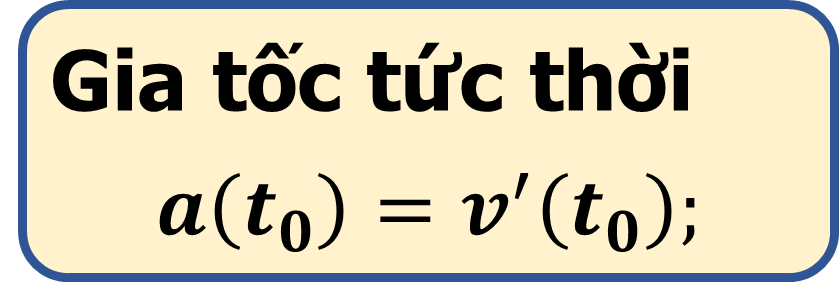 Gia tốc tức thời
a(t₀) = v′(t₀);